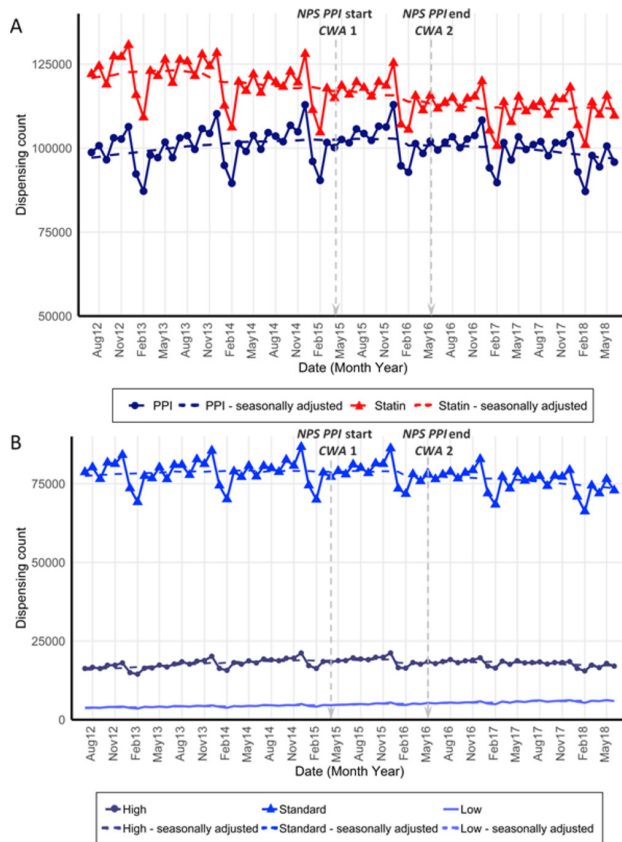 A
NPS PPI start
NPS PPI end
CWA 1
CWA 2
125000
100000
75000
50000
Dispensing count
Aug12
Nov12
Feb13
May13
Aug13
Nov13
Feb14
May14
Aug14
Nov14
Feb15
May15
Aug15
Nov15
Feb16
May16
Aug16
Nov16
Feb17
May17
Aug17
Nov17
Feb18
May18
Date (Month Year)
PPI
PPI - seasonally adjusted
Statin
Statin - seasonally adjusted
B
NPS PPI start
NPS PPI end
CWA 1
CWA 2
75000
50000
25000
0
Dispensing count
Aug12
Nov12
Feb13
May13
Aug13
Nov13
Feb14
May14
Aug14
Nov14
Feb15
May15
Aug15
Nov15
Feb16
May16
Aug16
Nov16
Feb17
May17
Aug17
Nov17
Feb18
May18
Date (Month Year)
High
Standard
Low
High - seasonally adjusted
Standard - seasonally adjusted
Low - seasonally adjusted